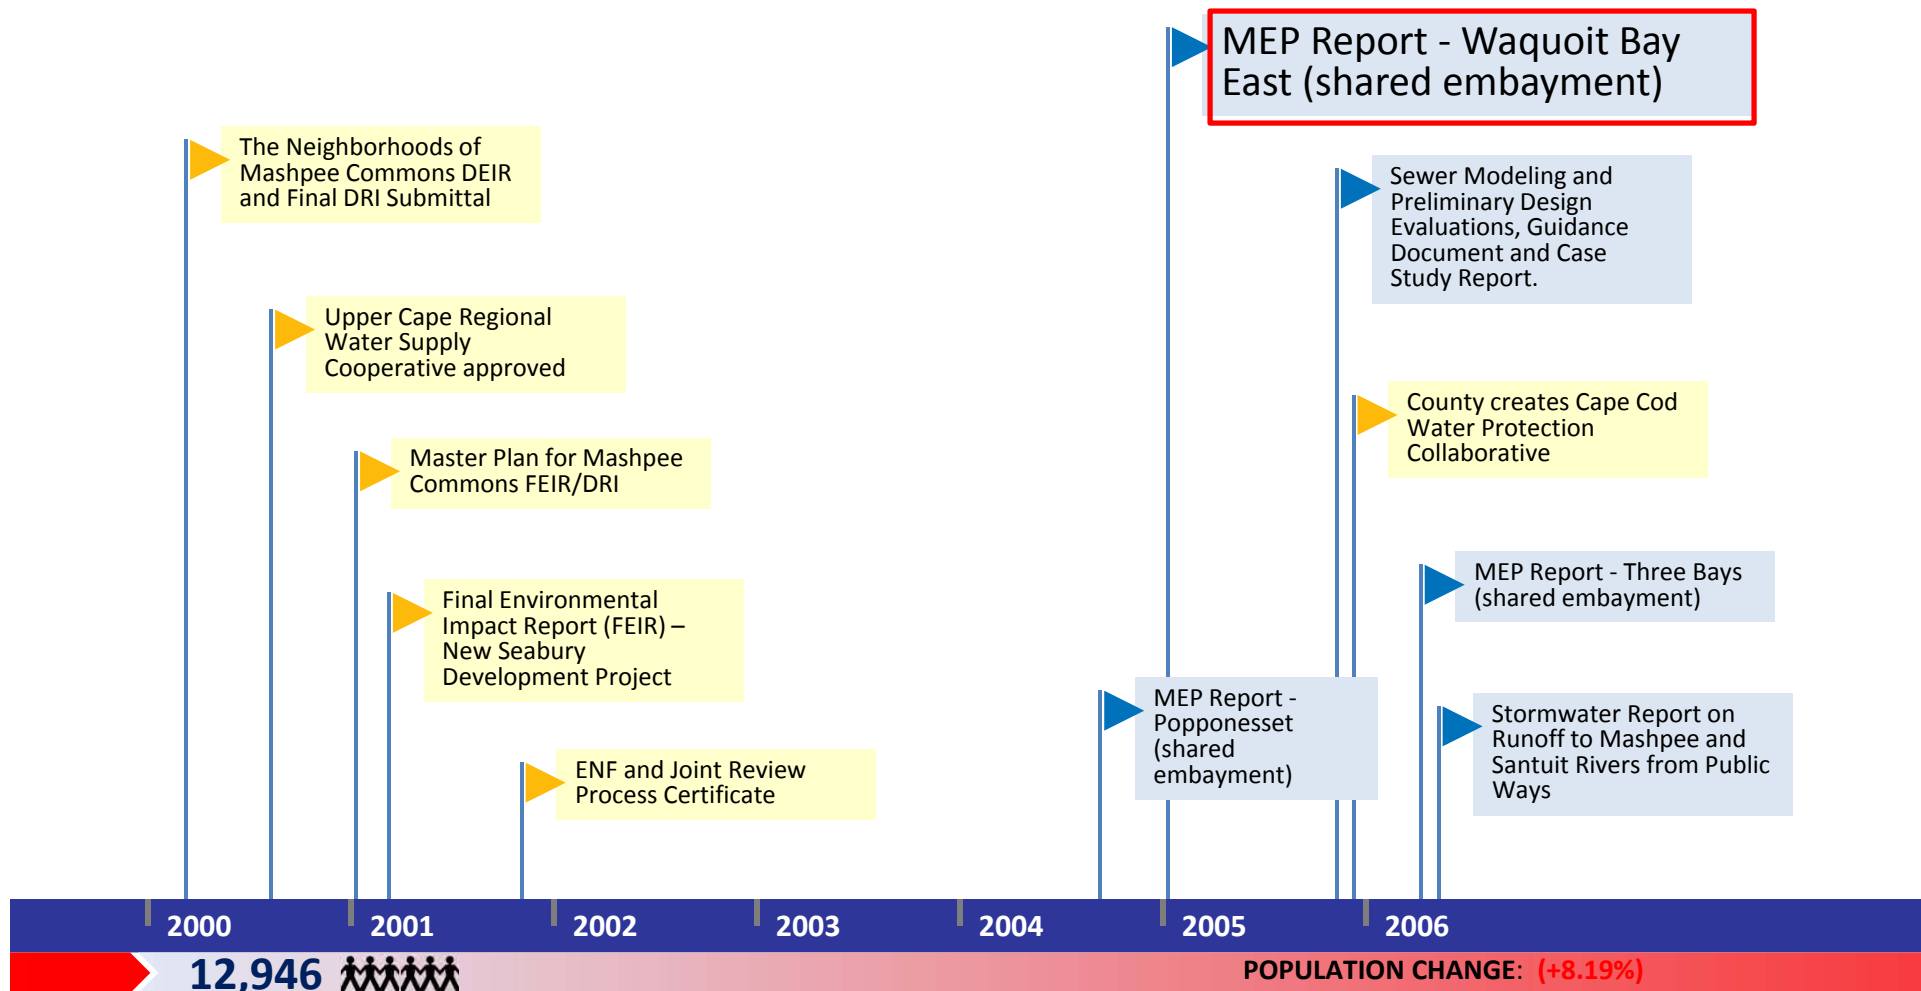 MEP Report - Waquoit Bay
East (shared embayment)
The Neighborhoods of
Mashpee Commons DEIR
and Final DRI Submittal
Sewer Modeling and
Preliminary Design
Evaluations, Guidance
Document and Case
Study Report.
Upper Cape Regional
Water Supply
Cooperative approved
County creates Cape Cod
Water Protection
Collaborative
Master Plan for Mashpee
Commons FEIR/DRI
MEP Report - Three Bays
(shared embayment)
Final Environmental
Impact Report (FEIR) –
New Seabury
Development Project
MEP Report -
Popponesset
(shared
embayment)
Stormwater Report on
Runoff to Mashpee and
Santuit Rivers from Public
Ways
ENF and Joint Review
Process Certificate
2000 2001 2002 2003 2004 2005 2006
12,946 POPULATION CHANGE: (+8.19%)